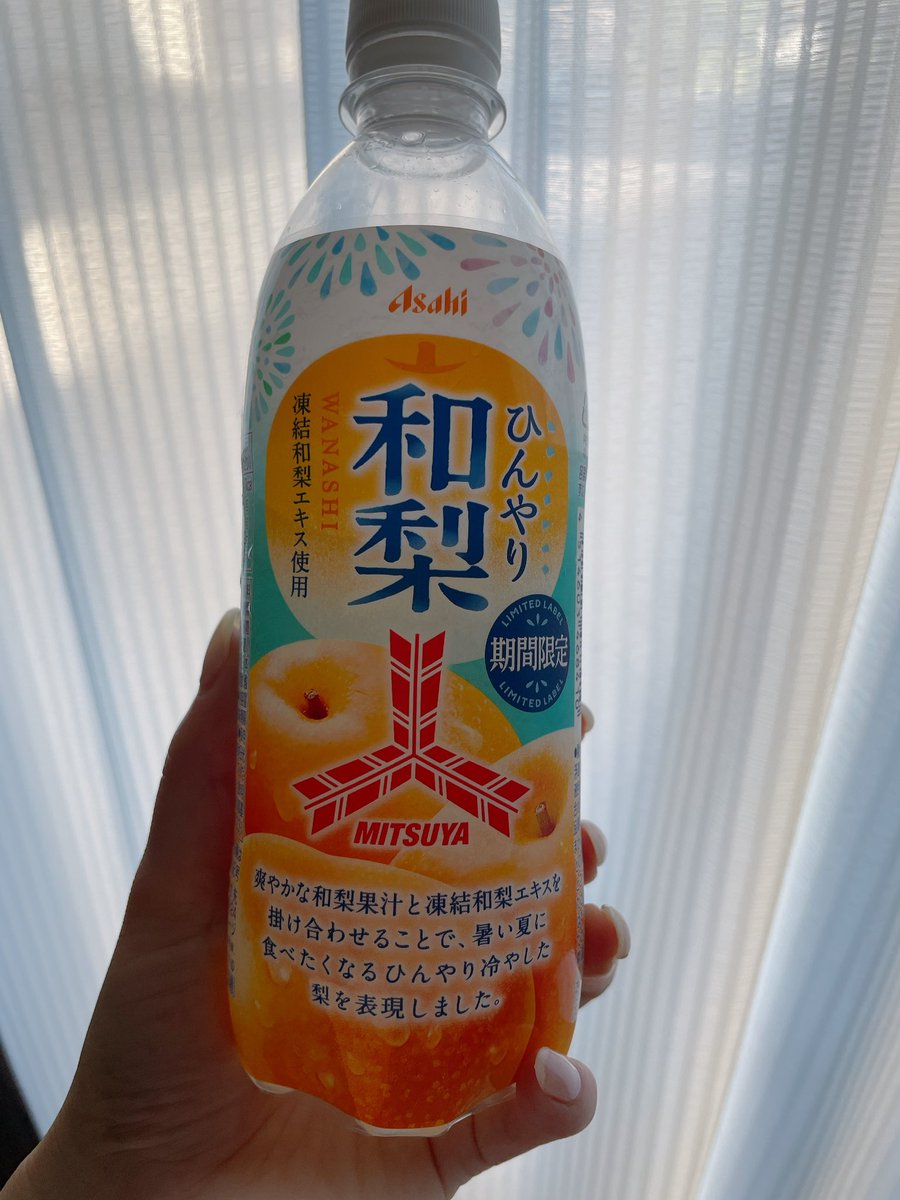 Asahi
ひんやり
和梨
WANASHI
凍結和梨エキス使用
LIMITED LABEL
期間限定
LIMITED LABEL
MITSUYA
爽やかな和梨果汁と凍結和梨エキスを
掛け合わせることで、暑い夏に
食べたくなるひんやり冷やした
梨を表現しました。